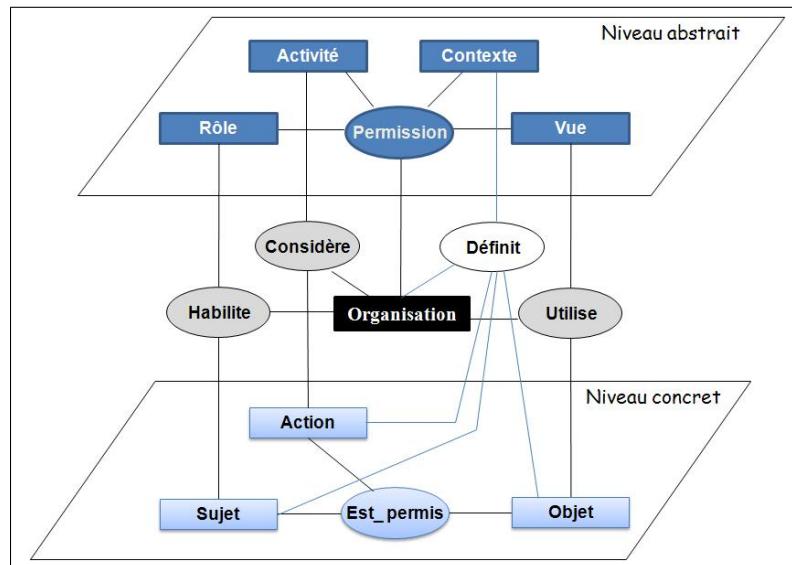 Niveau abstrait
Activité
Contexte
Rôle
Permission
Vue
Considère
Définit
Habilite
Organisation
Utilise
Niveau concret
Action
Sujet
Est_permis
Objet